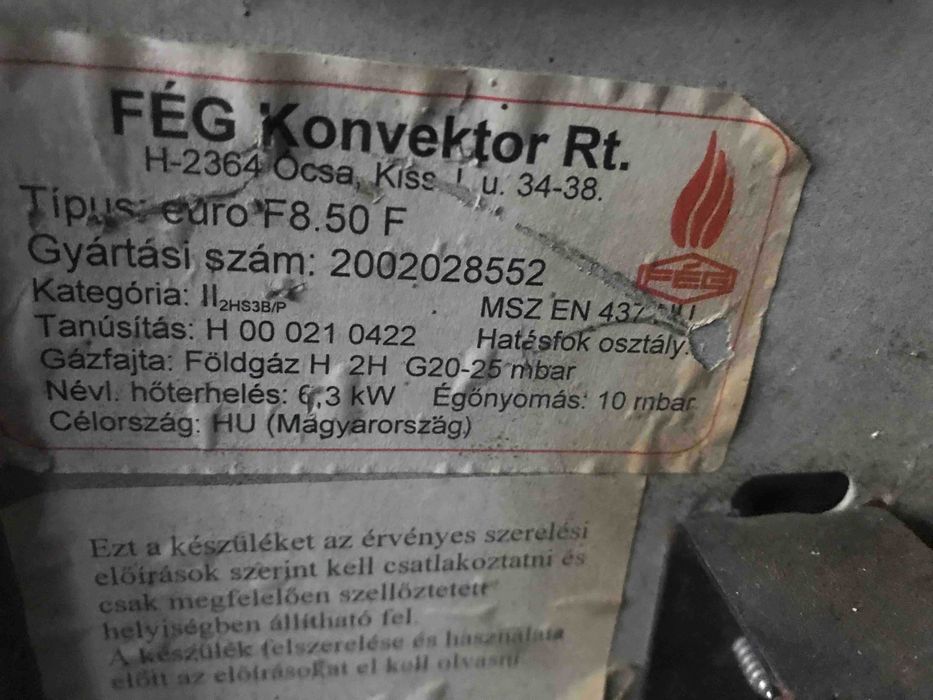 FÉG Konvektor Rt.
H-2364 Ócsa, Kiss J. u. 34-38.
Típus: euro F8.50 F
Gyártási szám: 2002028552
Kategória: II2HS3B/P
MSZ EN 437
Tanúsítás: H 00 021 0422
Hatásfok osztály:
Gázfajta: Földgáz H 2H G20-25 mbar
Névl. hőterhelés: 6,3 kW Égőnyomás: 10 mbar
Célország: HU (Magyarország)
FÉG
Ezt a készüléket az érvényes szerelési
előírások szerint kell csatlakoztatni és
csak megfelelően szellőztetett
helyiségben állítható fel.
A készülék felszerelése és használata
előtt az előírásokat el kell olvasni